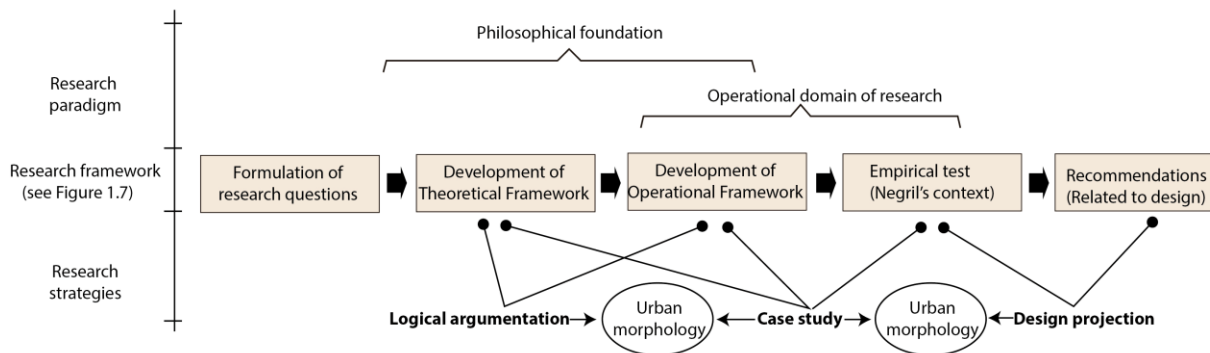 Philosophical foundation
Research
paradigm
Operational domain of research
Research framework
(see Figure 1.7)
Formulation of
research questions
Development of
Theoretical Framework
Development of
Operational Framework
Empirical test
(Negril's context)
Recommendations
(Related to design)
Research
strategies
Logical argumentation
Urban
morphology
Case study
Urban
morphology
Design projection